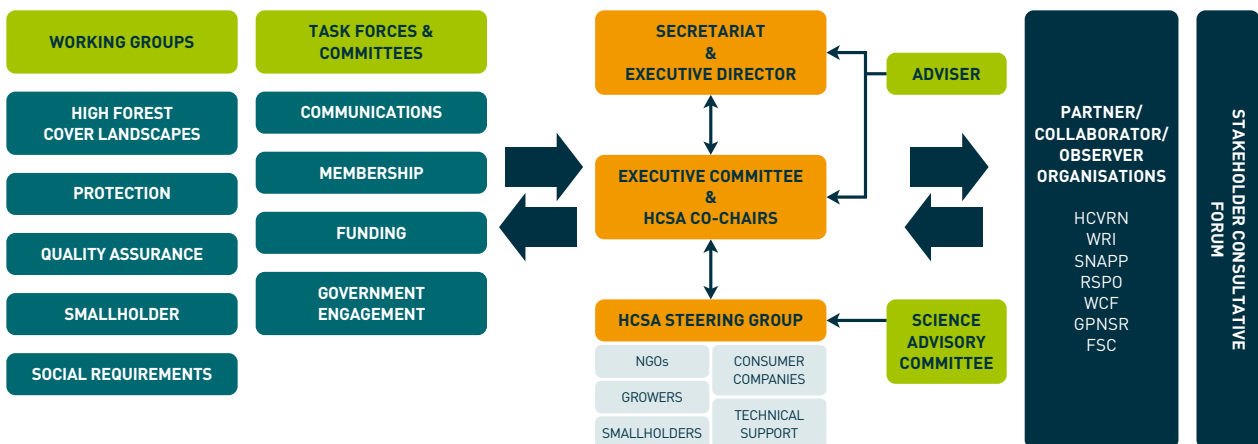 WORKING GROUPS
HIGH FOREST
COVER LANDSCAPES
PROTECTION
QUALITY ASSURANCE
SMALLHOLDER
SOCIAL REQUIREMENTS
TASK FORCES &
COMMITTEES
COMMUNICATIONS
MEMBERSHIP
FUNDING
GOVERNMENT
ENGAGEMENT
SECRETARIAT
&
EXECUTIVE DIRECTOR
EXECUTIVE COMMITTEE
&
HCSA CO-CHAIRS
HCSA STEERING GROUP
NGOs
GROWERS
SMALLHOLDERS
CONSUMER
COMPANIES
TECHNICAL
SUPPORT
ADVISER
SCIENCE
ADVISORY
COMMITTEE
PARTNER/
COLLABORATOR/
OBSERVER
ORGANISATIONS
HCVRN
WRI
SNAPP
RSPO
WCF
GPNSR
FSC
STAKEHOLDER CONSULTATIVE
FORUM